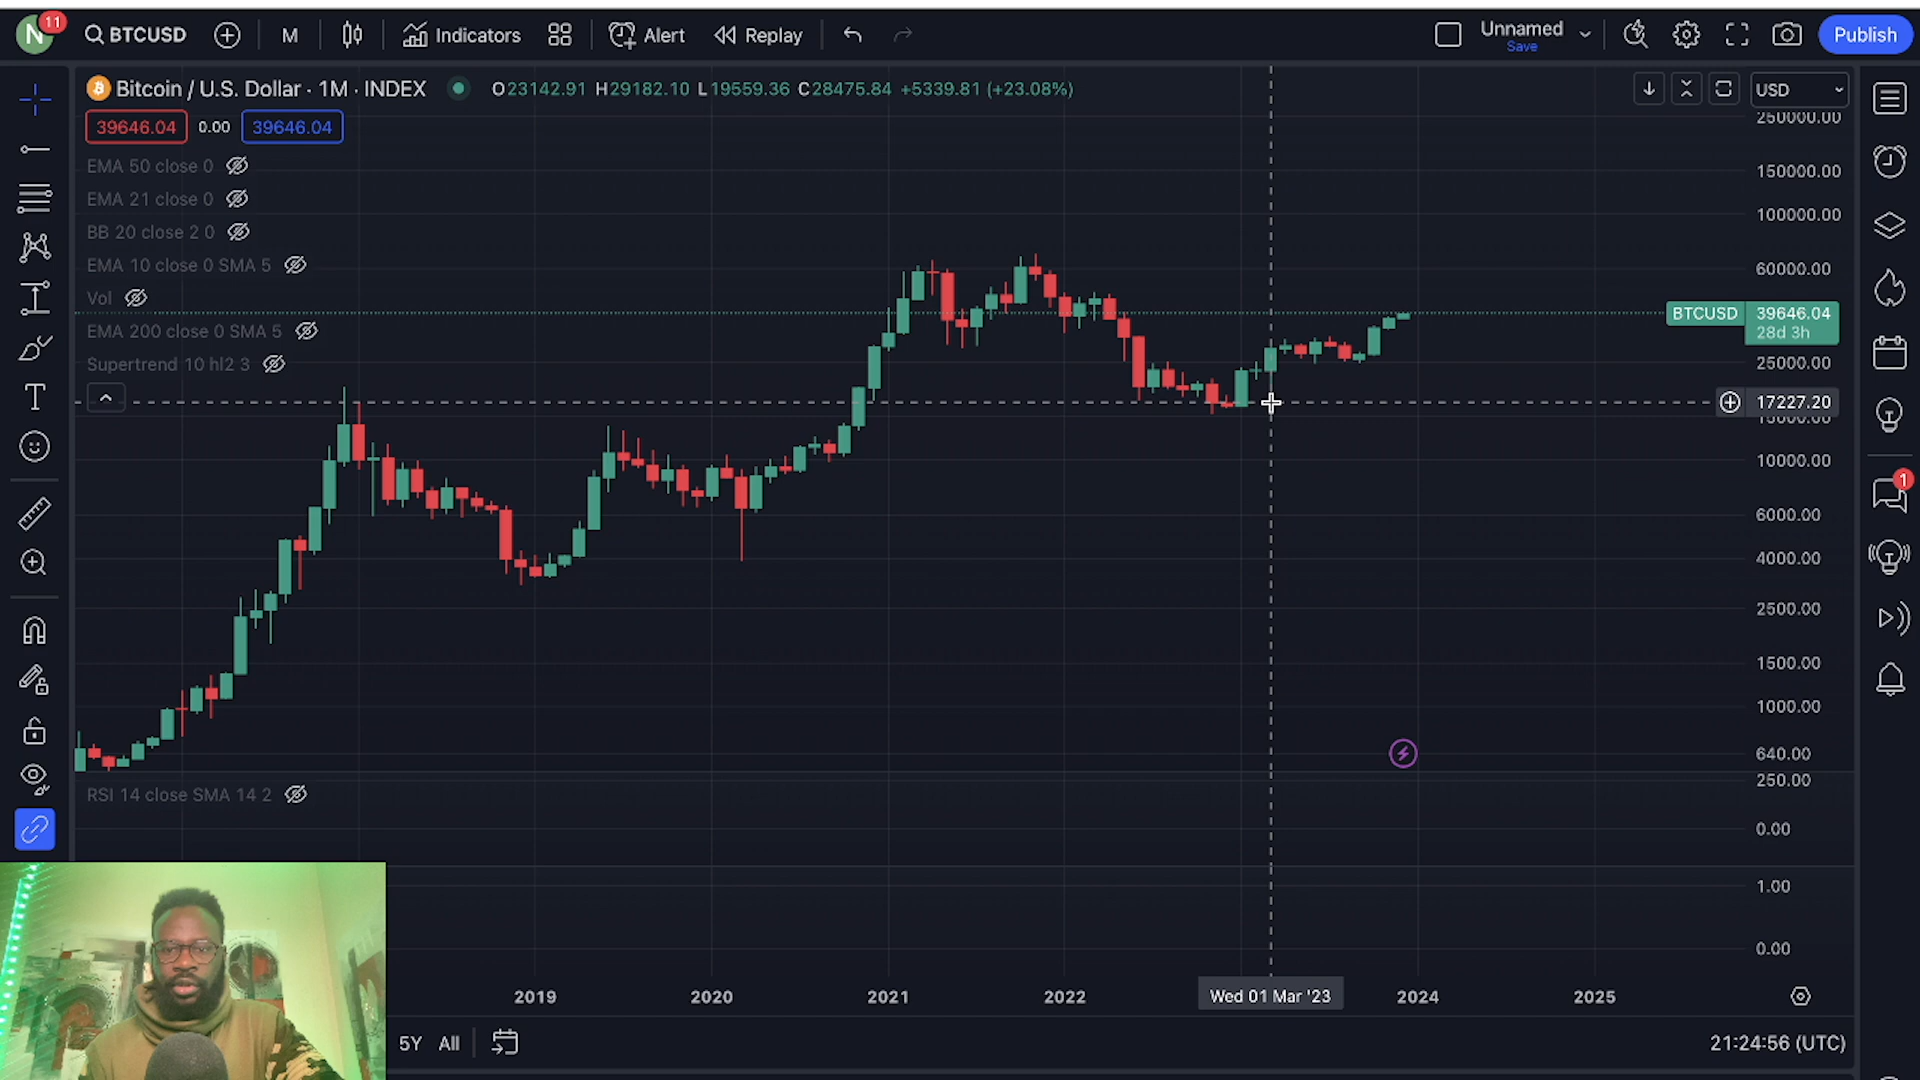 N 11 BTCUSD M Indicators Alert Replay Unnamed Save Publish
Bitcoin / U.S. Dollar · 1M · INDEX O23142.91 H29182.10 L19559.36 C28475.84 +5339.81 (+23.08%) USD
39646.04 0.00 39646.04
EMA 50 close 0
EMA 21 close 0
BB 20 close 2 0
EMA 10 close 0 SMA 5
Vol
EMA 200 close 0 SMA 5
Supertrend 10 hl2 3
250000.00
150000.00
100000.00
60000.00
BTCUSD 39646.04
28d 3h
25000.00
17227.20
15000.00
10000.00
6000.00
4000.00
2500.00
1500.00
1000.00
640.00
250.00
0.00
1.00
0.00
1
RSI 14 close SMA 14 2
2019 2020 2021 2022 Wed 01 Mar '23 2024 2025
5Y All 21:24:56 (UTC)